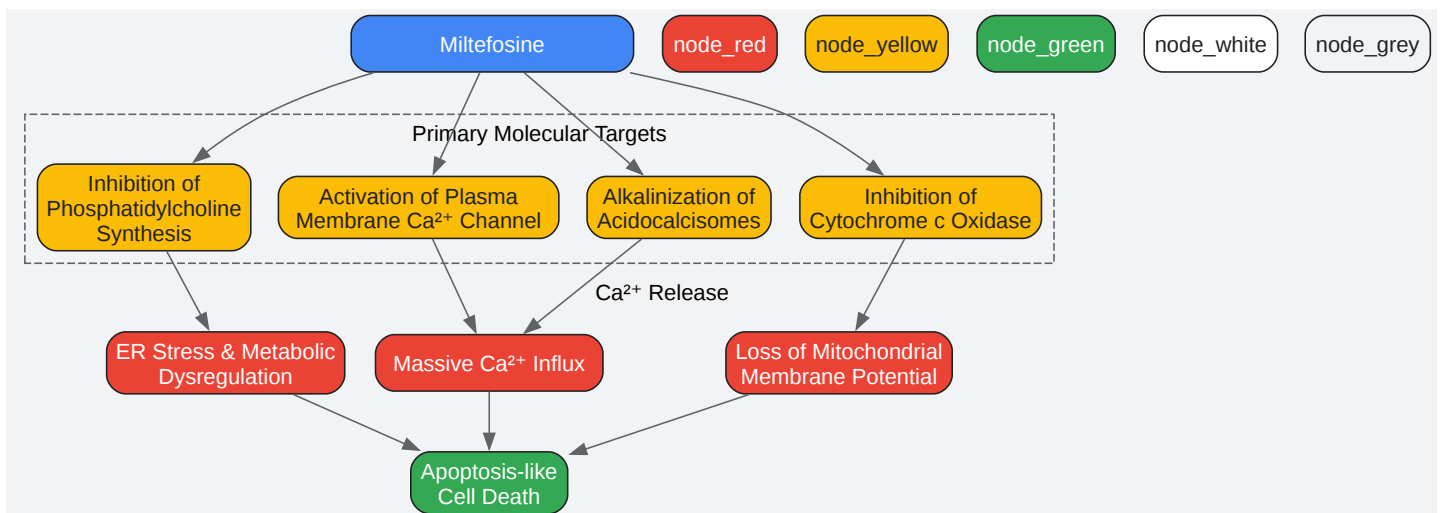 Miltefosine
node_red
node_yellow
node_green
node_white
node_grey
Primary Molecular Targets
Inhibition of
Phosphatidylcholine
Synthesis
Activation of Plasma
Membrane Ca²⁺ Channel
Alkalinization of
Acidocalcisomes
Inhibition of
Cytochrome c Oxidase
Ca²⁺ Release
ER Stress & Metabolic
Dysregulation
Massive Ca²⁺ Influx
Loss of Mitochondrial
Membrane Potential
Apoptosis-like
Cell Death